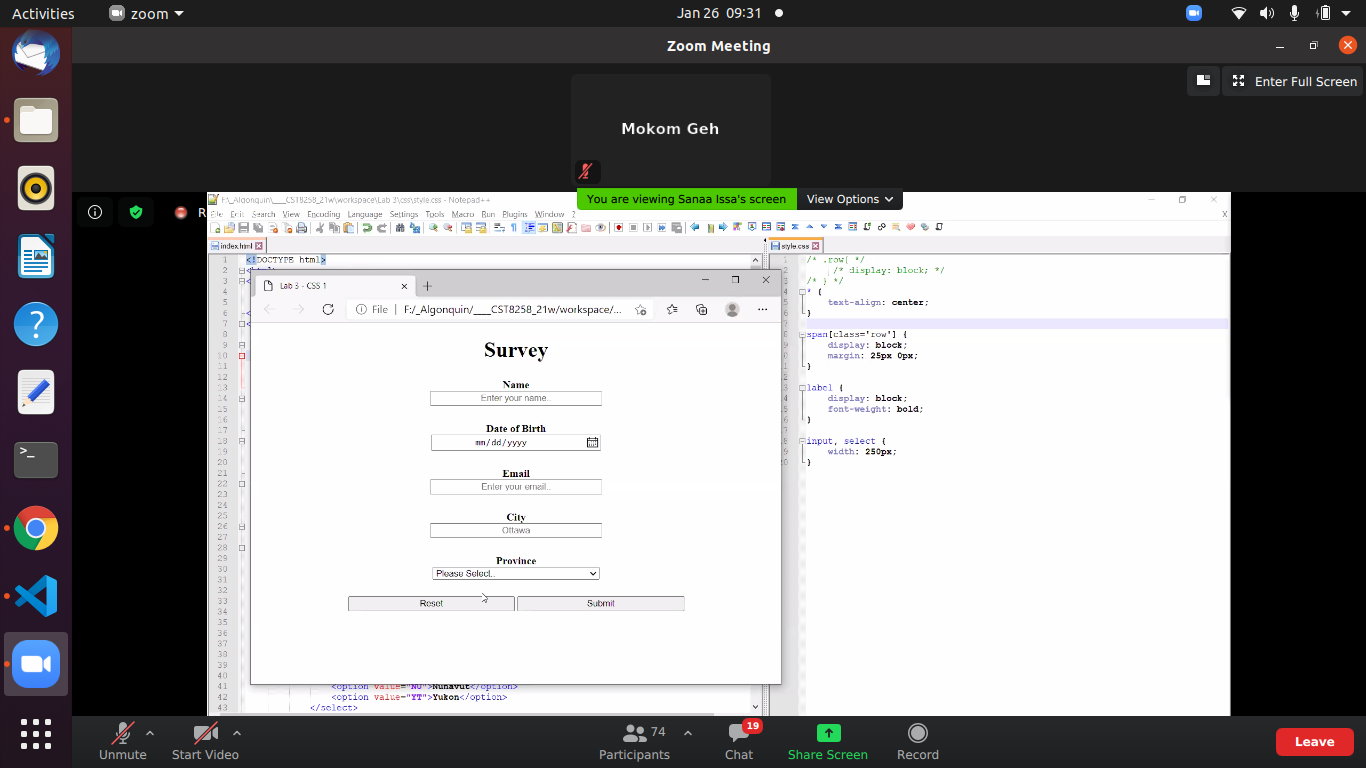 Activities
zoom
Jan 26 09:31
Zoom Meeting
Enter Full Screen
Mokom Geh
You are viewing Sanaa Issa's screen
View Options
R
F:\_Algonquin\___CST8258_21w\workspace\Lab 3\css\style.css - Notepad++
File Edit Search View Encoding Language Settings Tools Macro Run Plugins Window ?
X
index.html
style.css
1 <!DOCTYPE html>
/* .row{ */
/* display: block; */
/* } */
* {
text-align: center;
}
span[class='row'] {
display: block;
margin: 25px 0px;
}
label {
display: block;
font-weight: bold;
}
input, select {
width: 250px;
}
Lab 3 - CSS 1
File | F:/_Algonquin/___CST8258_21w/workspace/...
Survey
Name
Enter your name..
Date of Birth
mm/dd/yyyy
Email
Enter your email..
City
Ottawa
Province
Please Select..
Reset
Submit
41 <option value="NU">Nunavut</option>
42 <option value="YT">Yukon</option>
43 </select>
Unmute
Start Video
74
Participants
19
Chat
Share Screen
Record
Leave